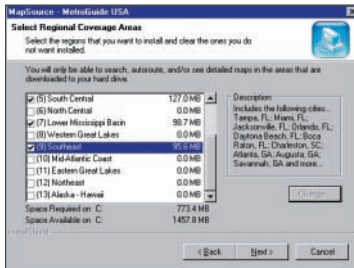 MapSource - MetroGuide USA
Select Regional Coverage Areas
Select the regions that you want to install and clear the ones you do
not want installed.
You will only be able to search, autoroute, and/or see detailed maps in the areas that are
downloaded to your hard drive.
(5) South Central 127.0 MB
(6) North Central 0.0 MB
(7) Lower Mississippi Basin 98.7 MB
(8) Western Great Lakes 0.0 MB
(9) Southeast 95.6 MB
(10) Mid-Atlantic Coast 0.0 MB
(11) Eastern Great Lakes 0.0 MB
(12) Northeast 0.0 MB
(13) Alaska - Hawaii 0.0 MB
Description
Includes the following cities...
Tampa, FL; Miami, FL;
Jacksonville, FL; Orlando, FL;
Daytona Beach, FL; Boca
Raton, FL; Charleston, SC;
Atlanta, GA; Augusta, GA;
Savannah, GA and more...
Change...
Space Required on C: 773.4 MB
Space Available on C: 1457.8 MB
InstallShield
< Back
Next >
Cancel